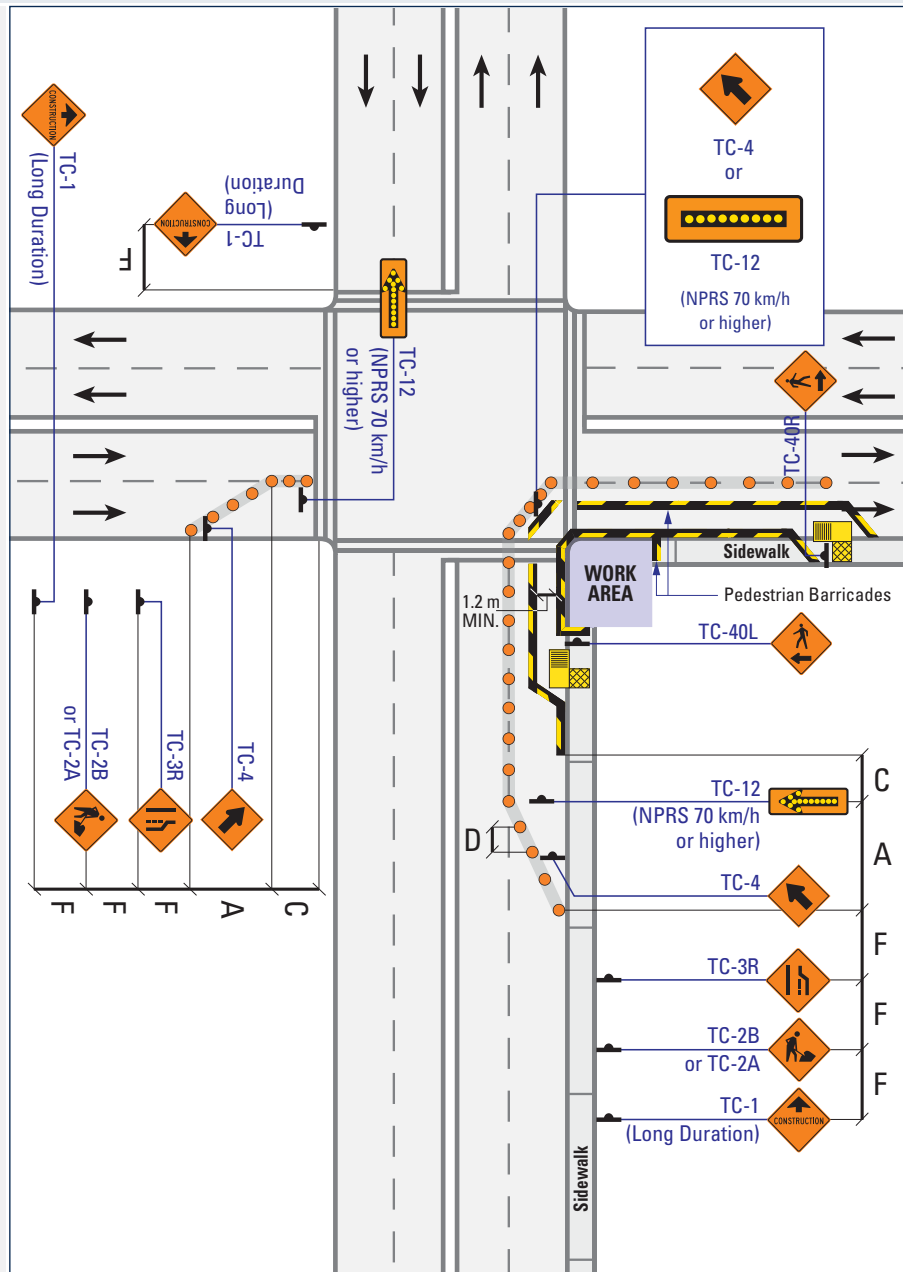 CONSTRUCTION
TC-1
(Long Duration)
CONSTRUCTION
TC-1
(Long
Duration)
F
TC-4
or
TC-12
(NPRS 70 km/h
or higher)
TC-12
(NPRS 70 km/h
or higher)
TC-40R
Sidewalk
WORK
AREA
1.2 m
MIN.
Pedestrian Barricades
TC-40L
TC-2B
or TC-2A
TC-3R
TC-4
F
F
F
A
C
D
TC-12
(NPRS 70 km/h
or higher)
C
A
TC-4
F
TC-3R
F
TC-2B
or TC-2A
F
TC-1
(Long Duration)
CONSTRUCTION
Sidewalk